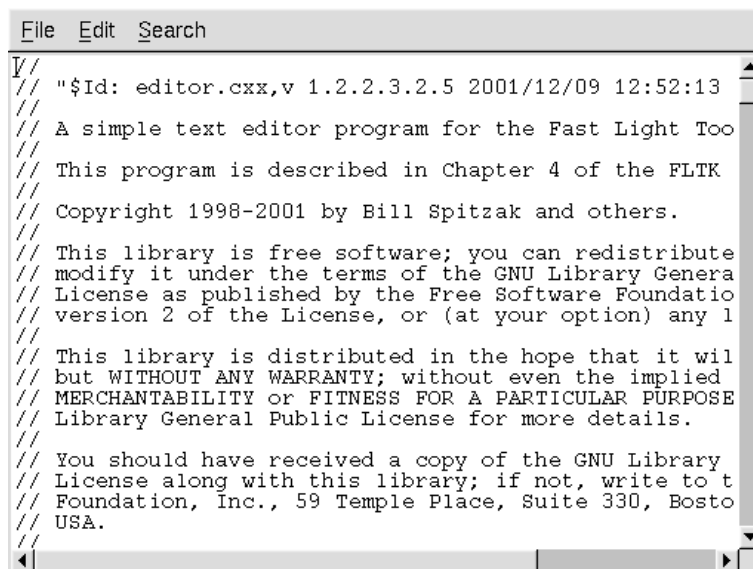 File Edit Search
//
// "$Id: editor.cxx,v 1.2.2.3.2.5 2001/12/09 12:52:13
//
// A simple text editor program for the Fast Light Too
//
// This program is described in Chapter 4 of the FLTK
//
// Copyright 1998-2001 by Bill Spitzak and others.
//
// This library is free software; you can redistribute
// modify it under the terms of the GNU Library Genera
// License as published by the Free Software Foundatio
// version 2 of the License, or (at your option) any l
//
// This library is distributed in the hope that it wil
// but WITHOUT ANY WARRANTY; without even the implied
// MERCHANTABILITY or FITNESS FOR A PARTICULAR PURPOSE
// Library General Public License for more details.
//
// You should have received a copy of the GNU Library
// License along with this library; if not, write to t
// Foundation, Inc., 59 Temple Place, Suite 330, Bosto
// USA.
//